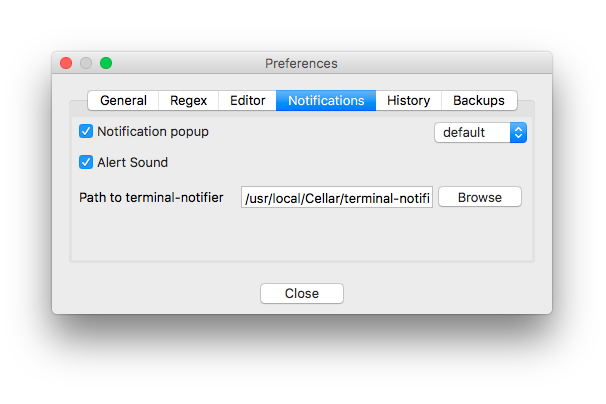 Preferences
General Regex Editor Notifications History Backups
Notification popup default
Alert Sound
Path to terminal-notifier /usr/local/Cellar/terminal-notifi Browse
Close